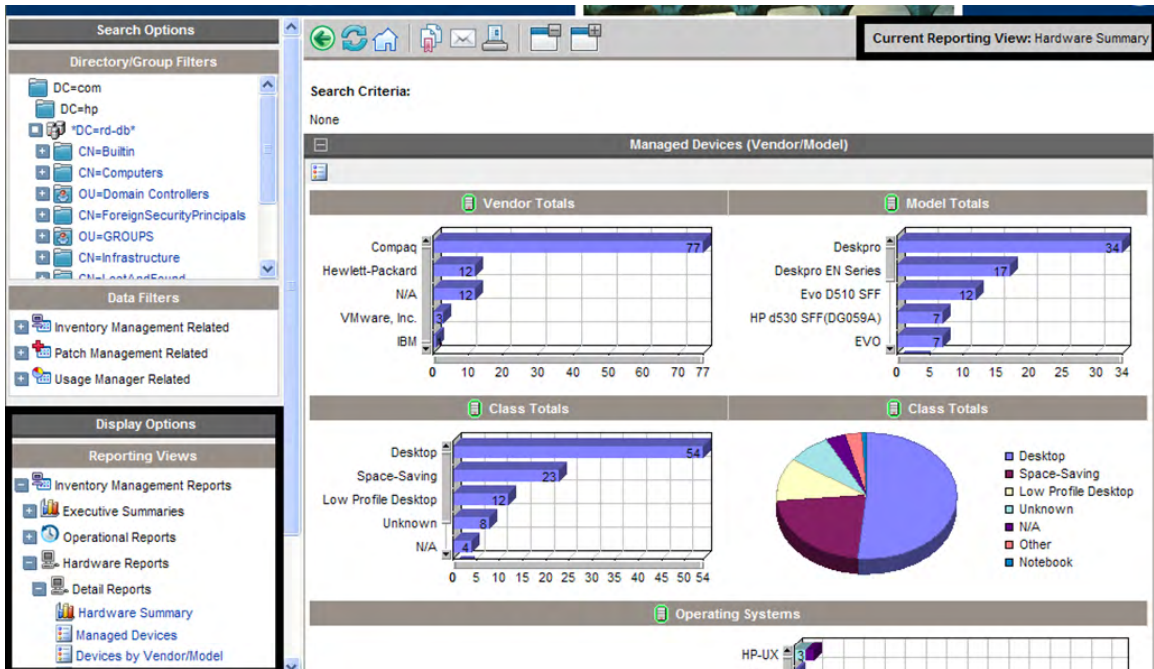 Search Options
Directory/Group Filters
DC=com
DC=hp
*DC=rd-db*
CN=Builtin
CN=Computers
OU=Domain Controllers
CN=ForeignSecurityPrincipals
OU=GROUPS
CN=Infrastructure
CN=LostAndFound
Data Filters
Inventory Management Related
Patch Management Related
Usage Manager Related
Display Options
Reporting Views
Inventory Management Reports
Executive Summaries
Operational Reports
Hardware Reports
Detail Reports
Hardware Summary
Managed Devices
Devices by Vendor/Model
Current Reporting View: Hardware Summary
Search Criteria:
None
Managed Devices (Vendor/Model)
Vendor Totals
Compaq 77
Hewlett-Packard 12
N/A 12
VMware, Inc. 3
IBM
0 10 20 30 40 50 60 70 77
Model Totals
Deskpro 34
Deskpro EN Series 17
Evo D510 SFF 12
HP d530 SFF(DG059A) 7
EVO 7
0 5 10 15 20 25 30 34
Class Totals
Desktop 54
Space-Saving 23
Low Profile Desktop 12
Unknown 8
N/A 4
0 5 10 15 20 25 30 35 40 45 50 54
Class Totals
Desktop
Space-Saving
Low Profile Desktop
Unknown
N/A
Other
Notebook
Operating Systems
HP-UX 3